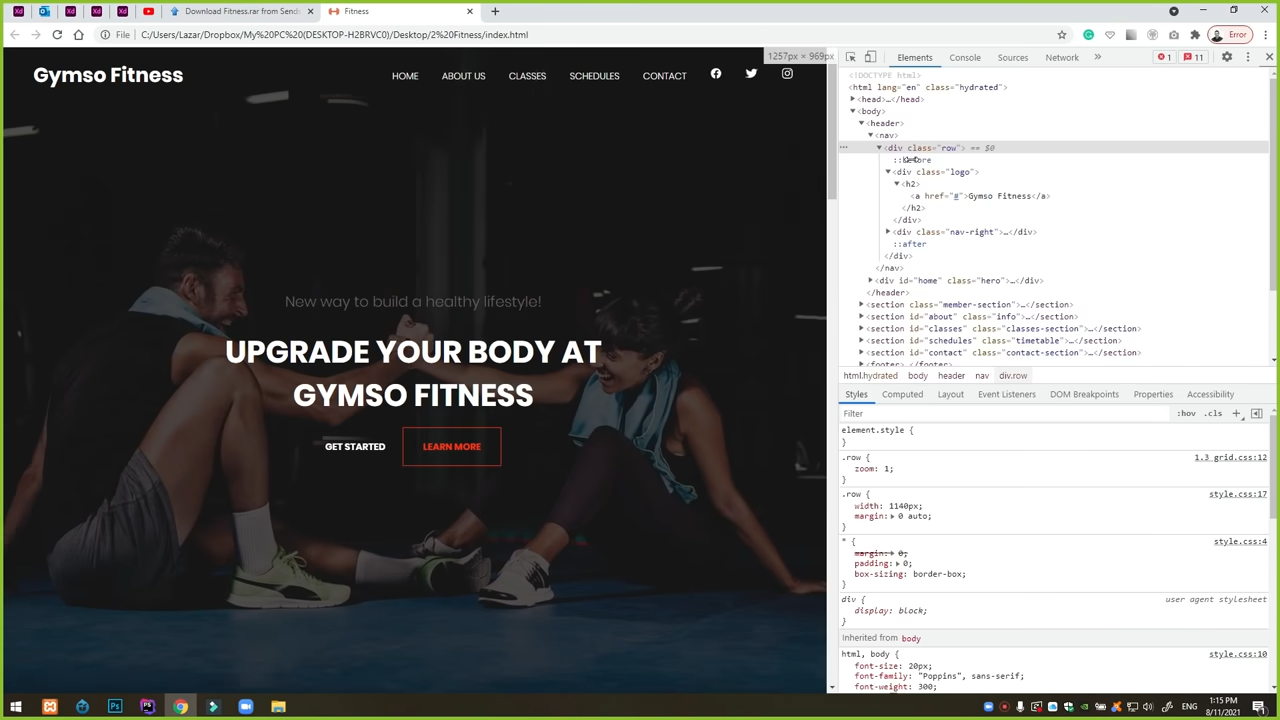 Download Fitness.rar from Sends
Fitness
File
C:/Users/Lazar/Dropbox/My%20PC%20(DESKTOP-H2BRVC0)/Desktop/2%20Fitness/index.html
Error
Gymso Fitness
HOME
ABOUT US
CLASSES
SCHEDULES
CONTACT
1257px × 969px
New way to build a healthy lifestyle!
UPGRADE YOUR BODY AT
GYMSO FITNESS
GET STARTED
LEARN MORE
Elements
Console
Sources
Network
1
11
<!DOCTYPE html>
<html lang="en" class="hydrated">
<head>…</head>
<body>
<header>
<nav>
<div class="row"> == $0
::before
<div class="logo">
<h2>
<a href="#">Gymso Fitness</a>
</h2>
</div>
<div class="nav-right">…</div>
::after
</div>
</nav>
<div id="home" class="hero">…</div>
</header>
<section class="member-section">…</section>
<section id="about" class="info">…</section>
<section id="classes" class="classes-section">…</section>
<section id="schedules" class="timetable">…</section>
<section id="contact" class="contact-section">…</section>
<footer>…</footer>
html.hydrated
body
header
nav
div.row
Styles
Computed
Layout
Event Listeners
DOM Breakpoints
Properties
Accessibility
Filter
:hov
.cls
element.style {
}
.row { 1.3 grid.css:12
zoom: 1;
}
.row { style.css:17
width: 1140px;
margin: 0 auto;
}
* { style.css:4
margin: 0;
padding: 0;
box-sizing: border-box;
}
div { user agent stylesheet
display: block;
}
Inherited from body
html, body { style.css:10
font-size: 20px;
font-family: "Poppins", sans-serif;
font-weight: 300;
ENG
1:15 PM
8/11/2021